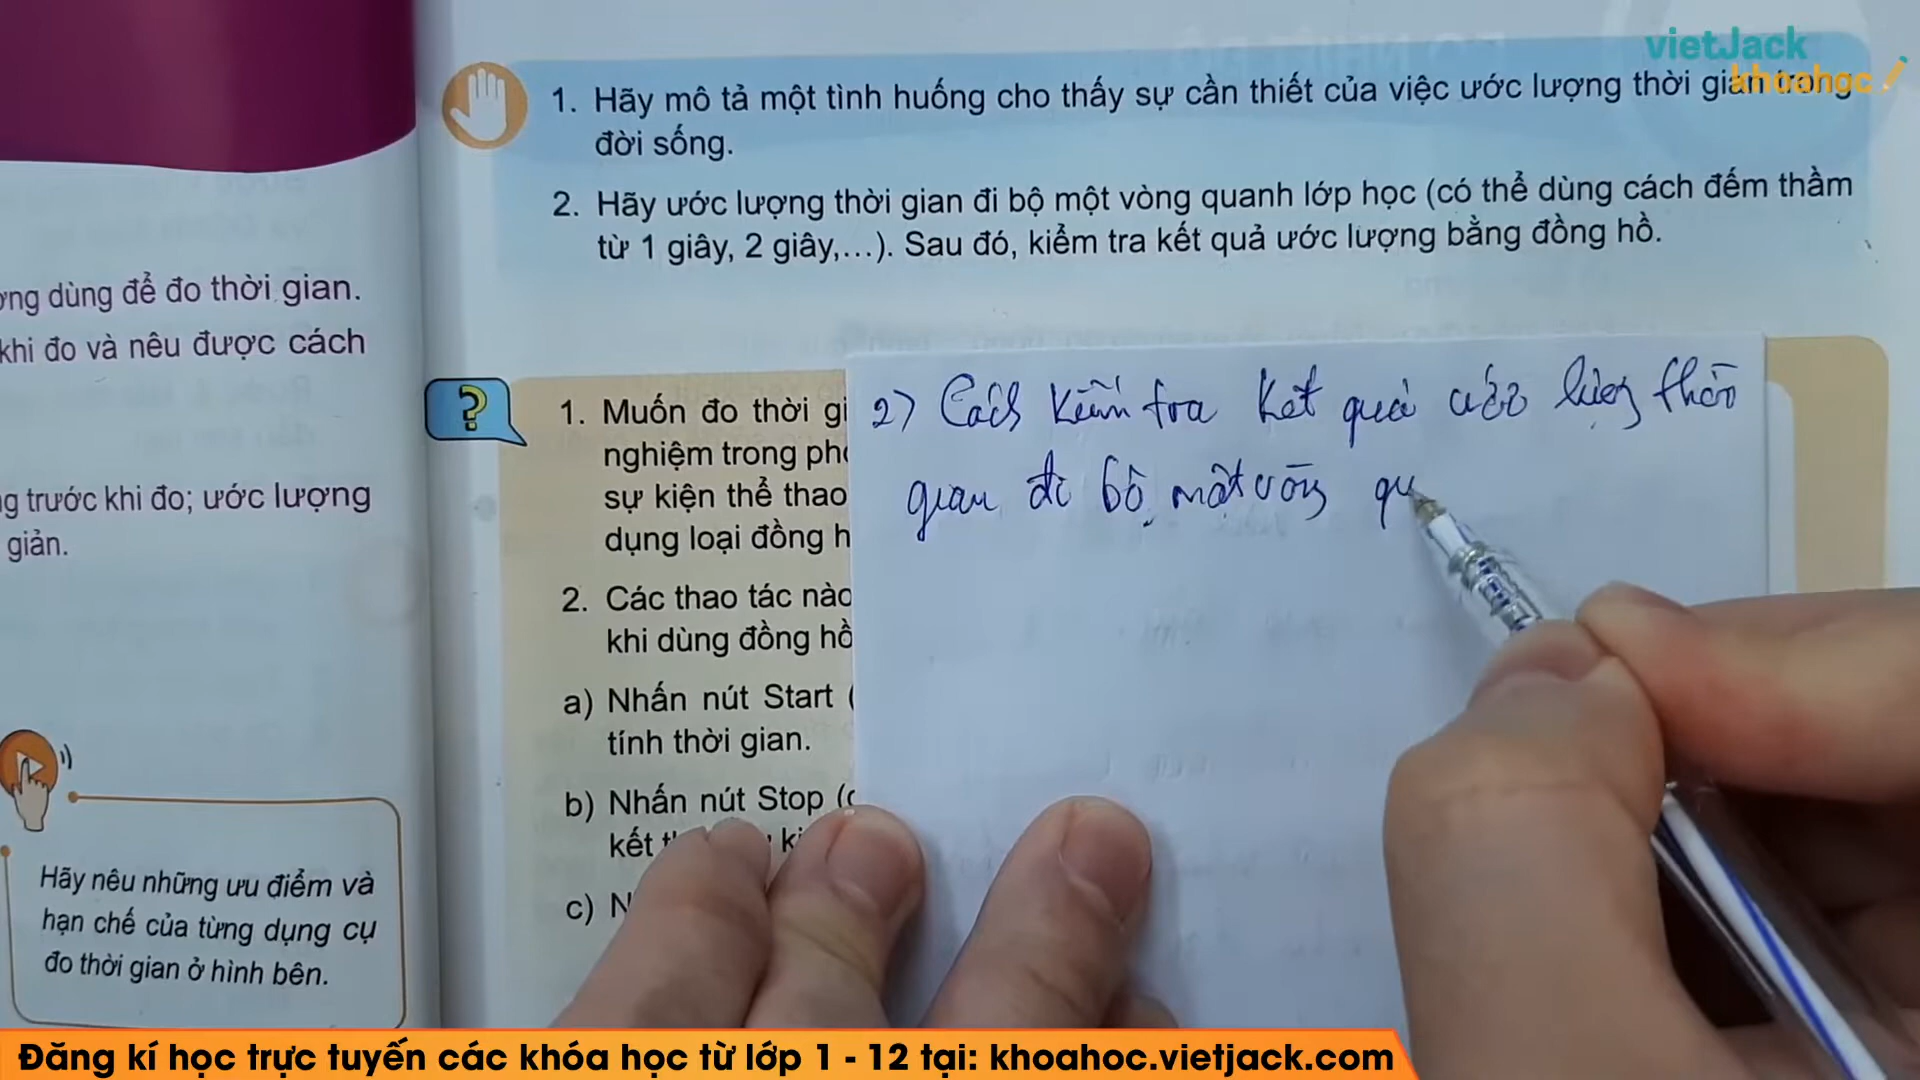 vietJack
khoahoc
1. Hãy mô tả một tình huống cho thấy sự cần thiết của việc ước lượng thời gian trong
đời sống.
2. Hãy ước lượng thời gian đi bộ một vòng quanh lớp học (có thể dùng cách đếm thầm
từ 1 giây, 2 giây,...). Sau đó, kiểm tra kết quả ước lượng bằng đồng hồ.
ợng dùng để đo thời gian.
khi đo và nêu được cách
g trước khi đo; ước lượng
giản.
Hãy nêu những ưu điểm và
hạn chế của từng dụng cụ
đo thời gian ở hình bên.
?
1. Muốn đo thời gi
nghiệm trong ph
sự kiện thể thao
dụng loại đồng h
2. Các thao tác nào
khi dùng đồng hồ
a) Nhấn nút Start (
tính thời gian.
b) Nhấn nút Stop (
kết
c) N
2) Cách kiểm tra kết quả ước lượng thời
gian đi bộ một vòng qu
Đăng kí học trực tuyến các khóa học từ lớp 1 - 12 tại: khoahoc.vietjack.com